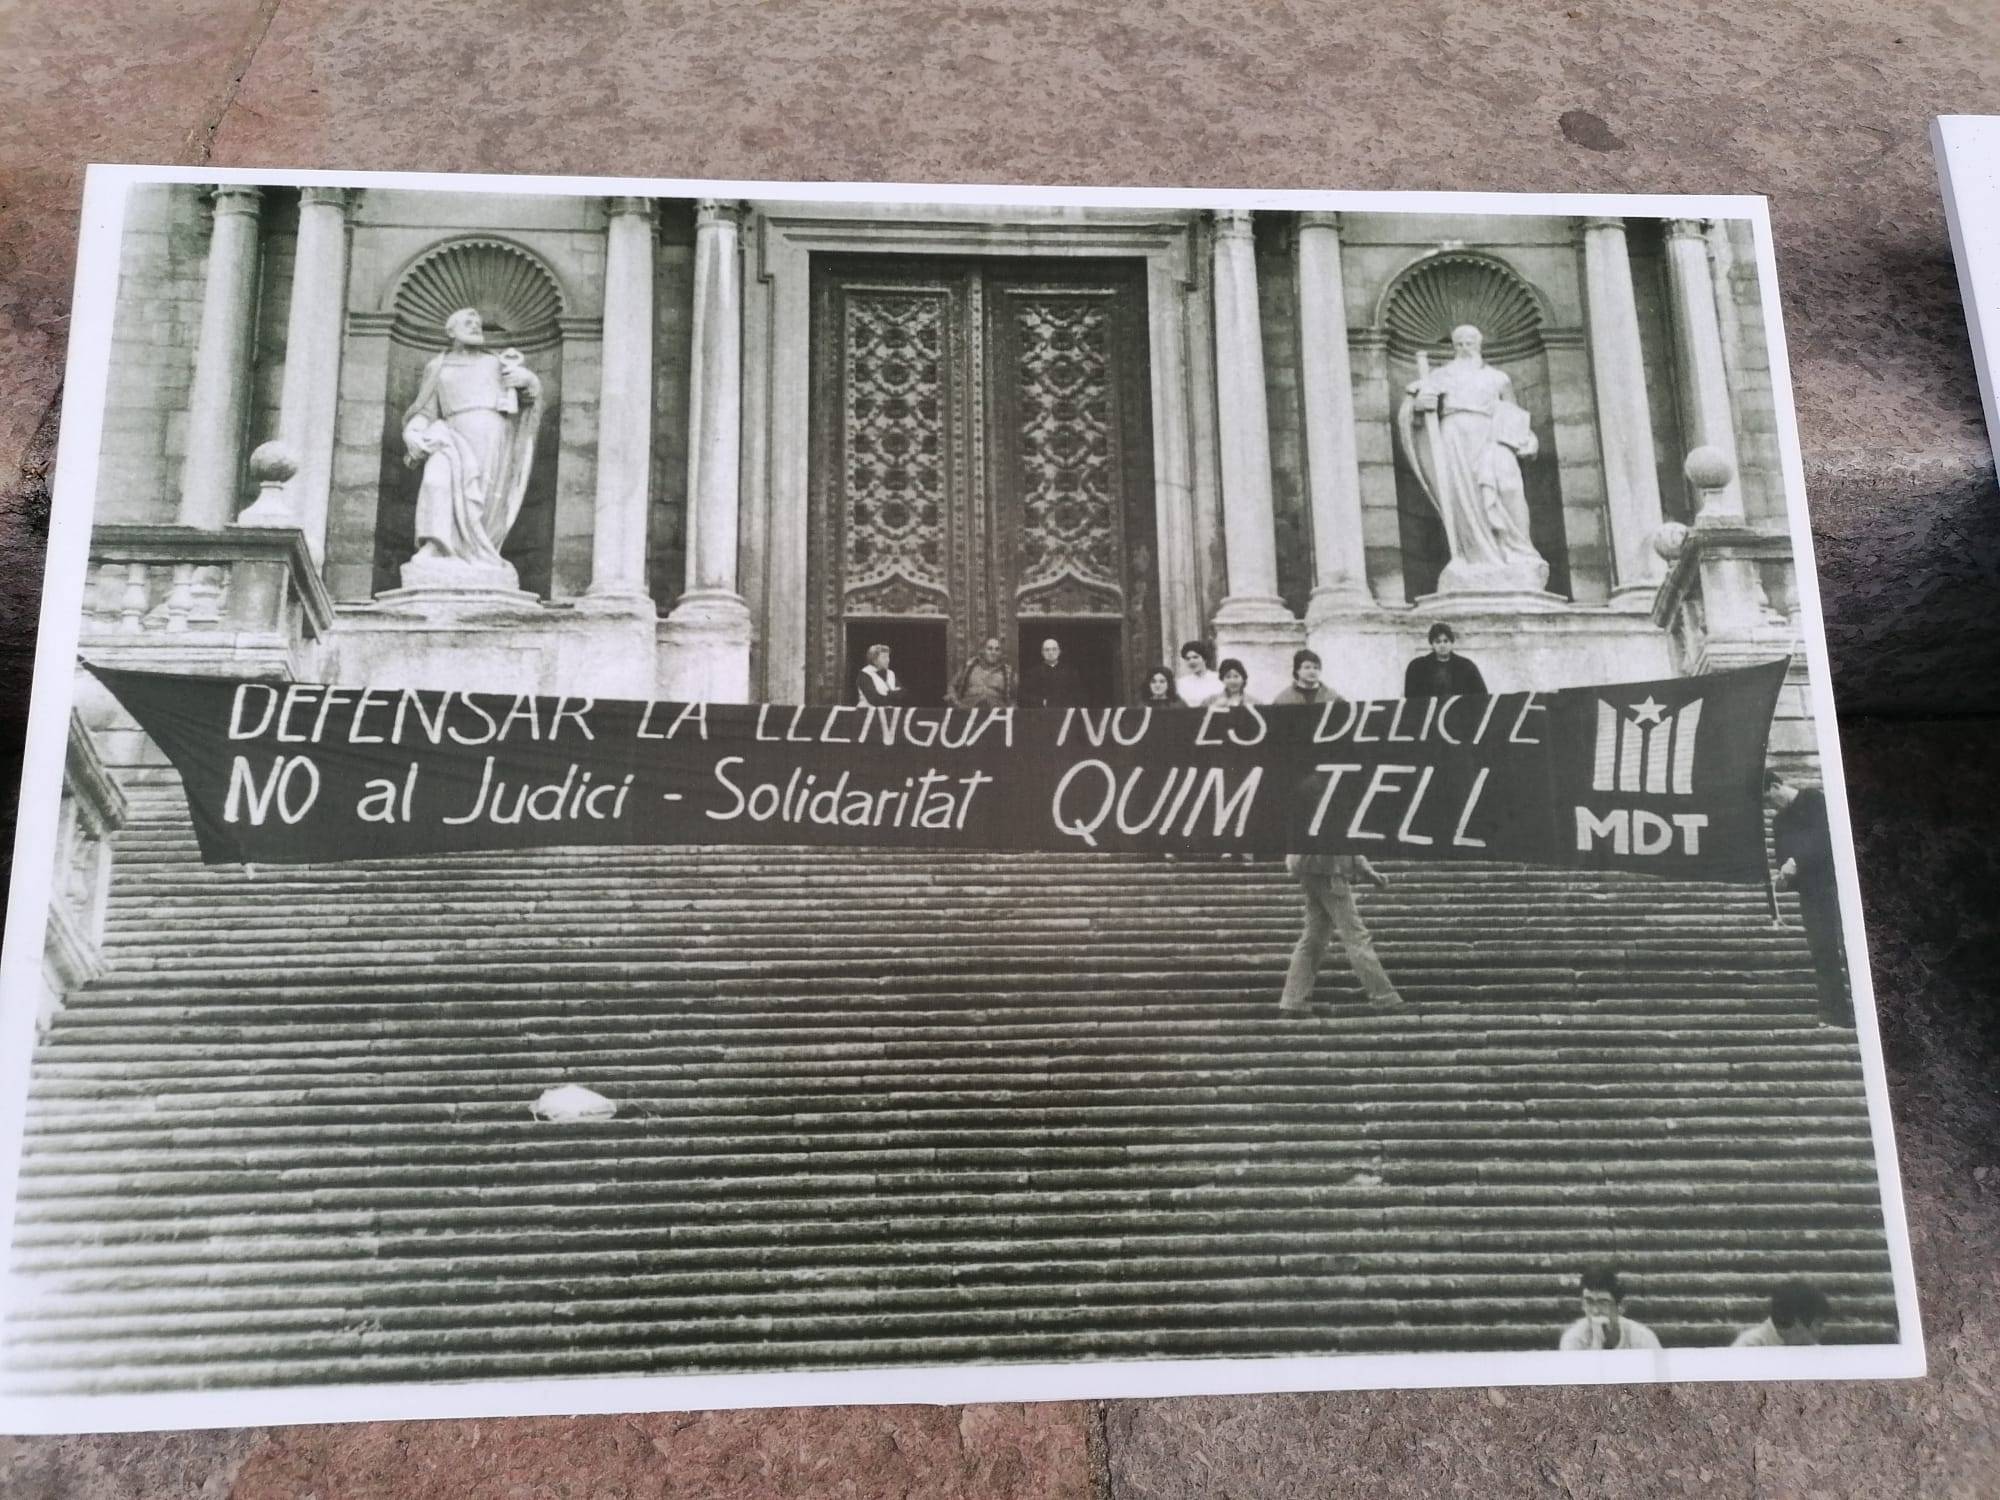 DEFENSAR LA LLENGUA NO ES DELICTE
NO al Judici - Solidaritat QUIM TELL
MDT